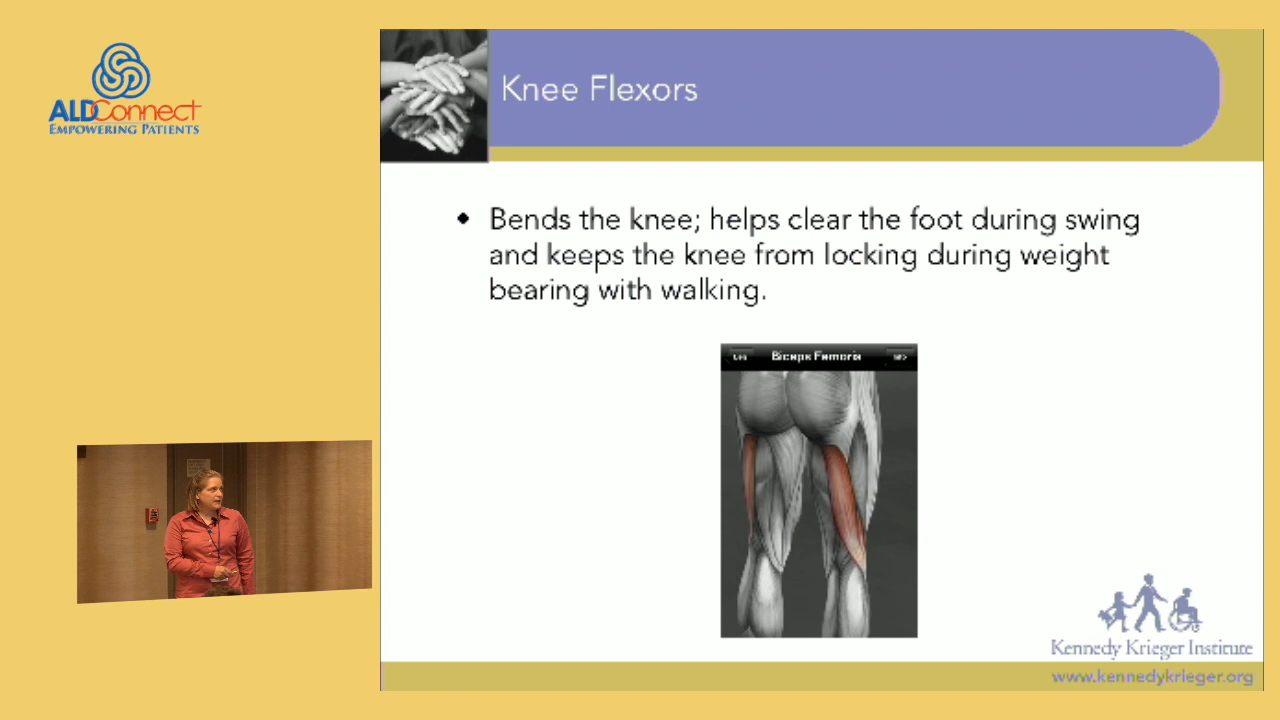 ALDConnect
EMPOWERING PATIENTS
Knee Flexors
Bends the knee; helps clear the foot during swing
and keeps the knee from locking during weight
bearing with walking.
Biceps Femoris
Kennedy Krieger Institute
www.kennedykrieger.org